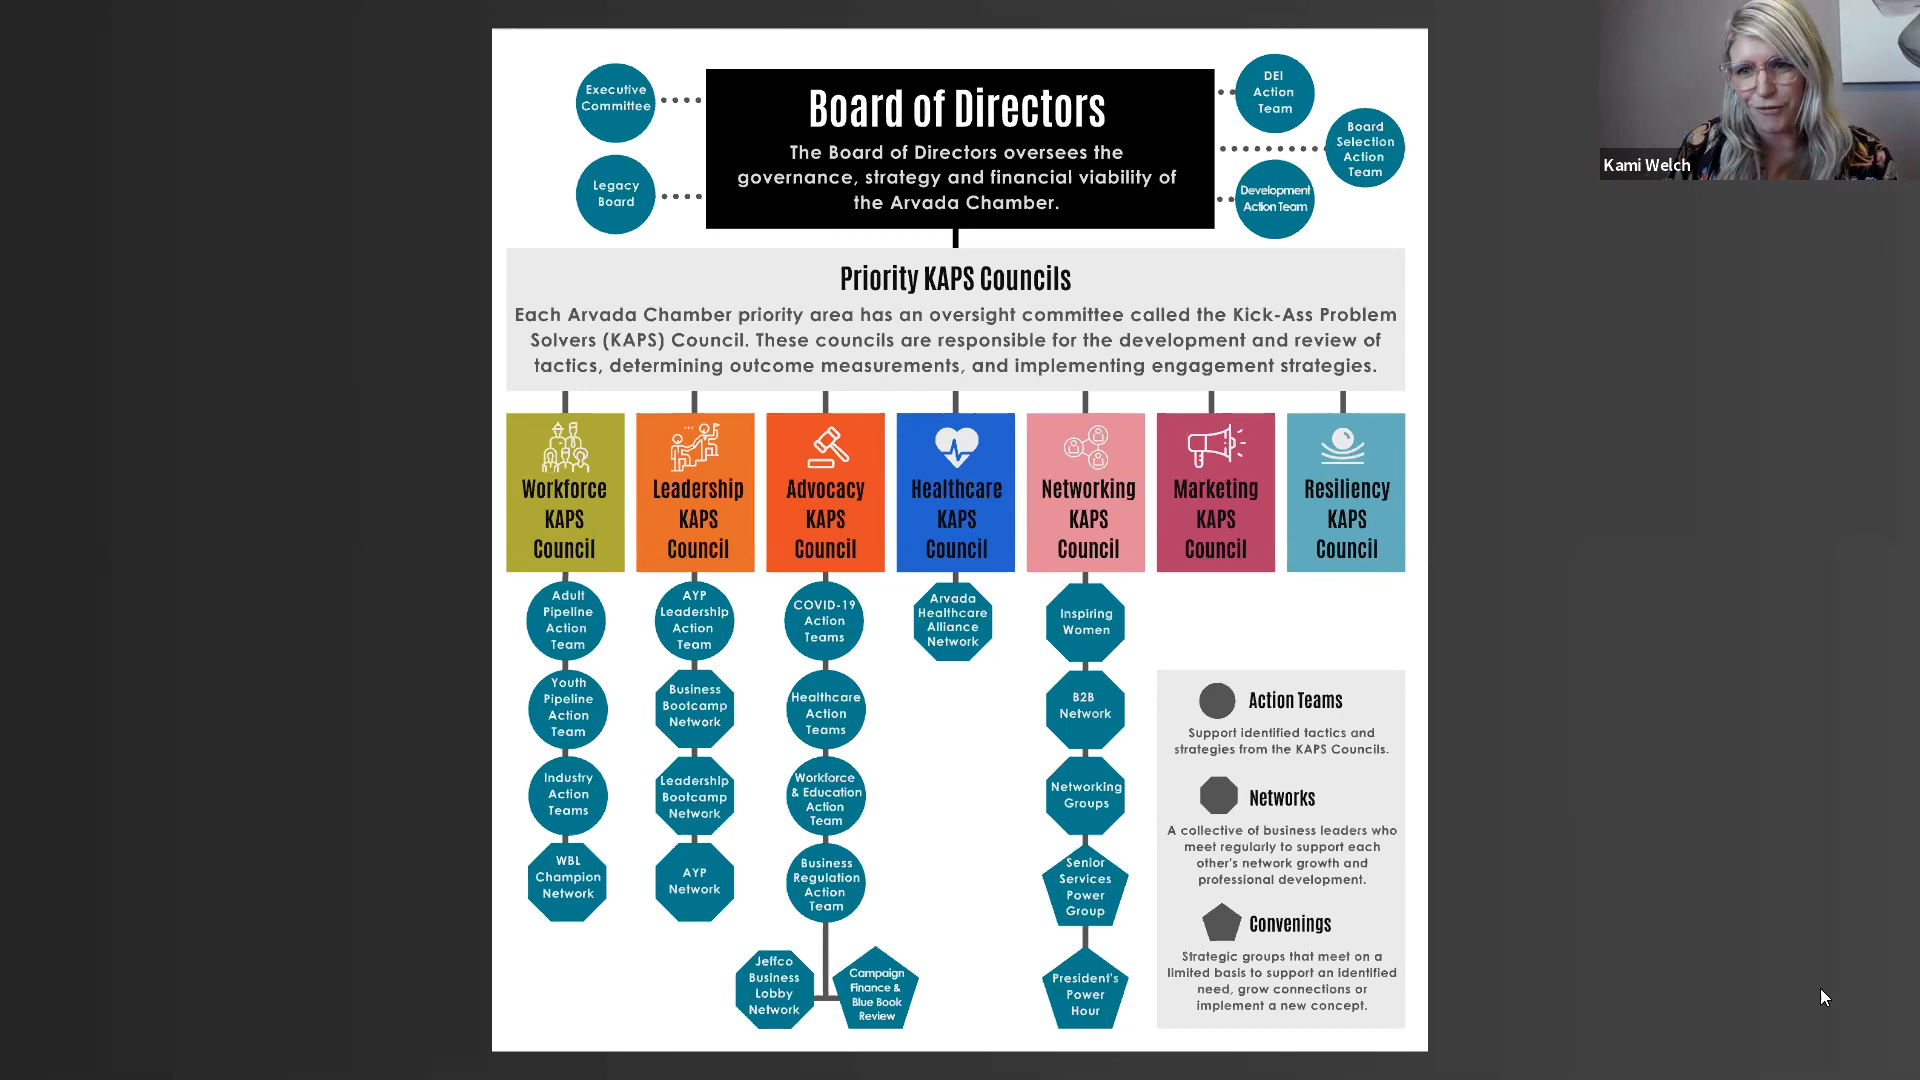 Executive
Committee
Legacy
Board
Board of Directors
The Board of Directors oversees the
governance, strategy and financial viability of
the Arvada Chamber.
DEI
Action
Team
Board
Selection
Action
Team
Development
Action Team
Kami Welch
Priority KAPS Councils
Each Arvada Chamber priority area has an oversight committee called the Kick-Ass Problem
Solvers (KAPS) Council. These councils are responsible for the development and review of
tactics, determining outcome measurements, and implementing engagement strategies.
Workforce
KAPS
Council
Leadership
KAPS
Council
Advocacy
KAPS
Council
Healthcare
KAPS
Council
Networking
KAPS
Council
Marketing
KAPS
Council
Resiliency
KAPS
Council
Adult
Pipeline
Action
Team
Youth
Pipeline
Action
Team
Industry
Action
Teams
WBL
Champion
Network
AYP
Leadership
Action
Team
Business
Bootcamp
Network
Leadership
Bootcamp
Network
AYP
Network
COVID-19
Action
Teams
Healthcare
Action
Teams
Workforce
& Education
Action
Team
Business
Regulation
Action
Team
Jeffco
Business
Lobby
Network
Campaign
Finance &
Blue Book
Review
Arvada
Healthcare
Alliance
Network
Inspiring
Women
B2B
Network
Networking
Groups
Senior
Services
Power
Group
President's
Power
Hour
Action Teams
Support identified tactics and
strategies from the KAPS Councils.
Networks
A collective of business leaders who
meet regularly to support each
other's network growth and
professional development.
Convenings
Strategic groups that meet on a
limited basis to support an identified
need, grow connections or
implement a new concept.